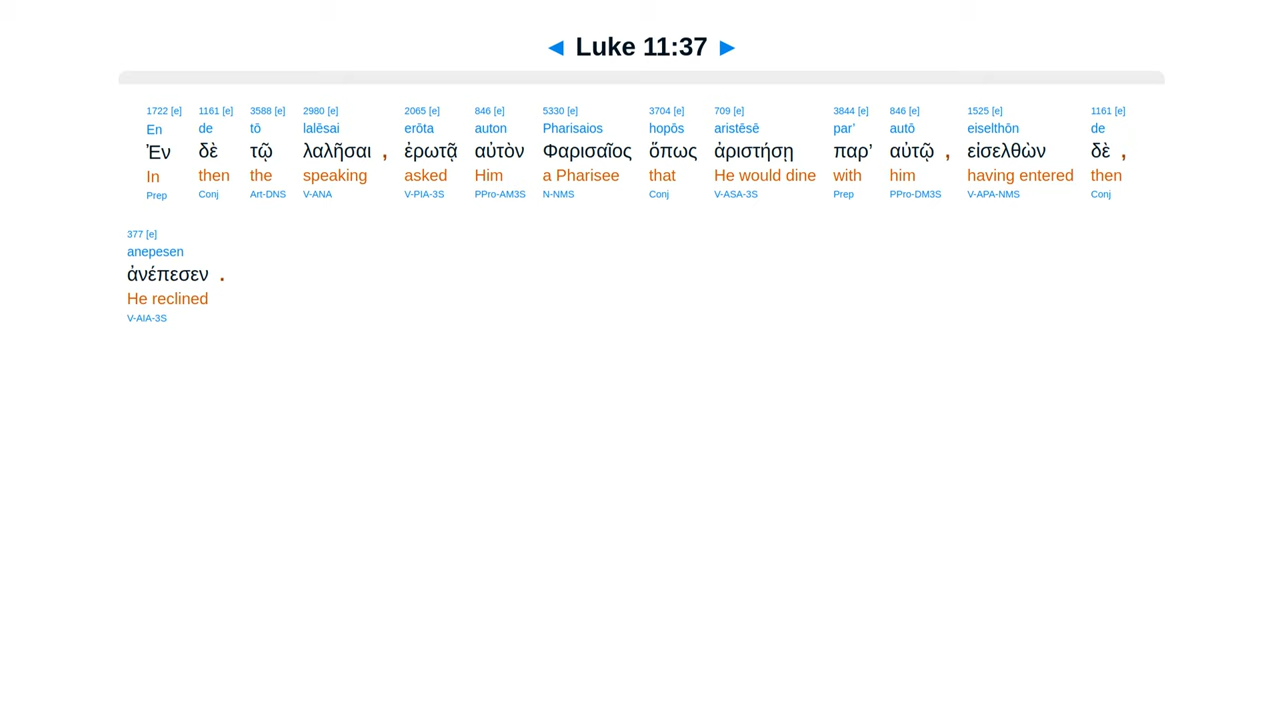 ◄ Luke 11:37 ►
1722 [e] 1161 [e] 3588 [e] 2980 [e] 2065 [e] 846 [e] 5330 [e] 3704 [e] 709 [e] 3844 [e] 846 [e] 1525 [e] 1161 [e]
En de tō lalēsai erōta auton Pharisaios hopōs aristēsē par’ autō eiselthōn de
Ἐν δὲ τῷ λαλῆσαι , ἐρωτᾷ αὐτὸν Φαρισαῖος ὅπως ἀριστήσῃ παρ’ αὐτῷ , εἰσελθὼν δὲ ,
In then the speaking asked Him a Pharisee that He would dine with him having entered then
Prep Conj Art-DNS V-ANA V-PIA-3S PPro-AM3S N-NMS Conj V-ASA-3S Prep PPro-DM3S V-APA-NMS Conj
377 [e]
anepesen
ἀνέπεσεν .
He reclined
V-AIA-3S